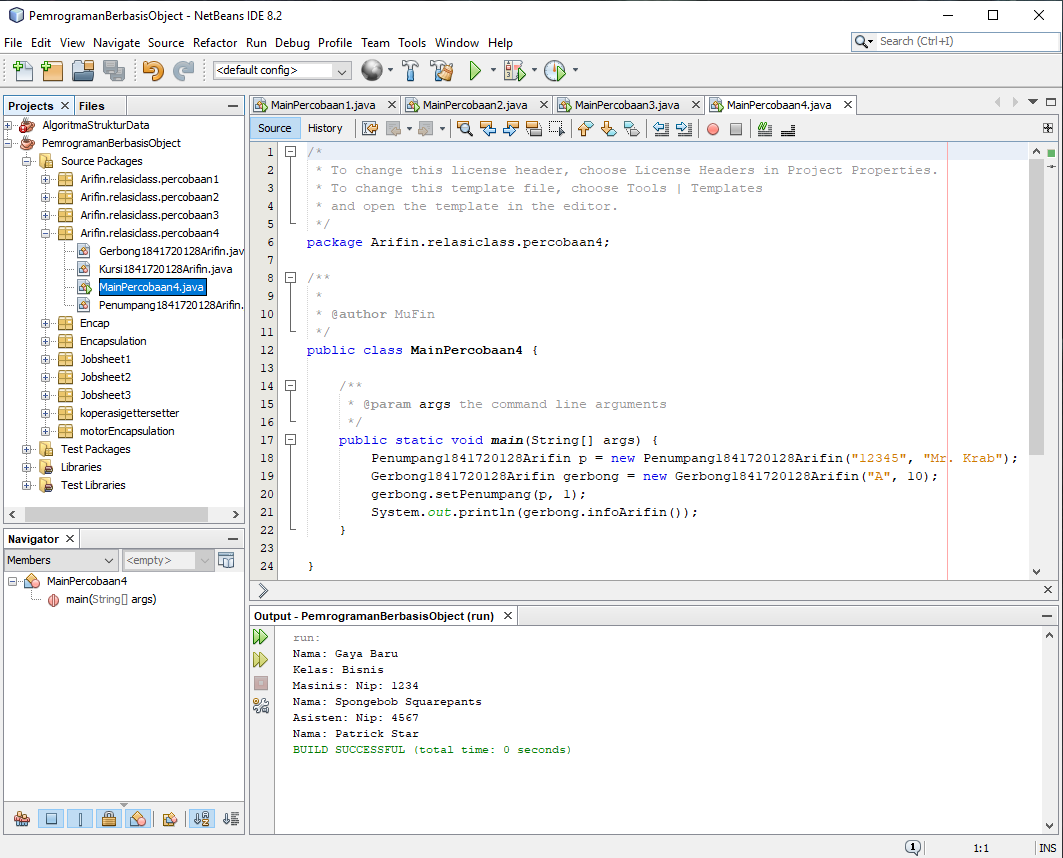 PemrogramanBerbasisObject - NetBeans IDE 8.2
File Edit View Navigate Source Refactor Run Debug Profile Team Tools Window Help
Search (Ctrl+I)
<default config>
Projects Files
AlgoritmaStrukturData
PemrogramanBerbasisObject
Source Packages
Arifin.relasiclass.percobaan1
Arifin.relasiclass.percobaan2
Arifin.relasiclass.percobaan3
Arifin.relasiclass.percobaan4
Gerbong1841720128Arifin.jav
Kursi1841720128Arifin.java
MainPercobaan4.java
Penumpang1841720128Arifin.
Encap
Encapsulation
Jobsheet1
Jobsheet2
Jobsheet3
koperasigettersetter
motorEncapsulation
Test Packages
Libraries
Test Libraries
Navigator
Members <empty>
MainPercobaan4
main(String[] args)
MainPercobaan1.java MainPercobaan2.java MainPercobaan3.java MainPercobaan4.java
Source History
1 /*
2 * To change this license header, choose License Headers in Project Properties.
3 * To change this template file, choose Tools | Templates
4 * and open the template in the editor.
5 */
6 package Arifin.relasiclass.percobaan4;
7
8 /**
9 *
10 * @author MuFin
11 */
12 public class MainPercobaan4 {
13
14 /**
15 * @param args the command line arguments
16 */
17 public static void main(String[] args) {
18 Penumpang1841720128Arifin p = new Penumpang1841720128Arifin("12345", "Mr. Krab");
19 Gerbong1841720128Arifin gerbong = new Gerbong1841720128Arifin("A", 10);
20 gerbong.setPenumpang(p, 1);
21 System.out.println(gerbong.infoArifin());
22 }
23
24 }
Output - PemrogramanBerbasisObject (run)
run:
Nama: Gaya Baru
Kelas: Bisnis
Masinis: Nip: 1234
Nama: Spongebob Squarepants
Asisten: Nip: 4567
Nama: Patrick Star
BUILD SUCCESSFUL (total time: 0 seconds)
1 1:1 INS